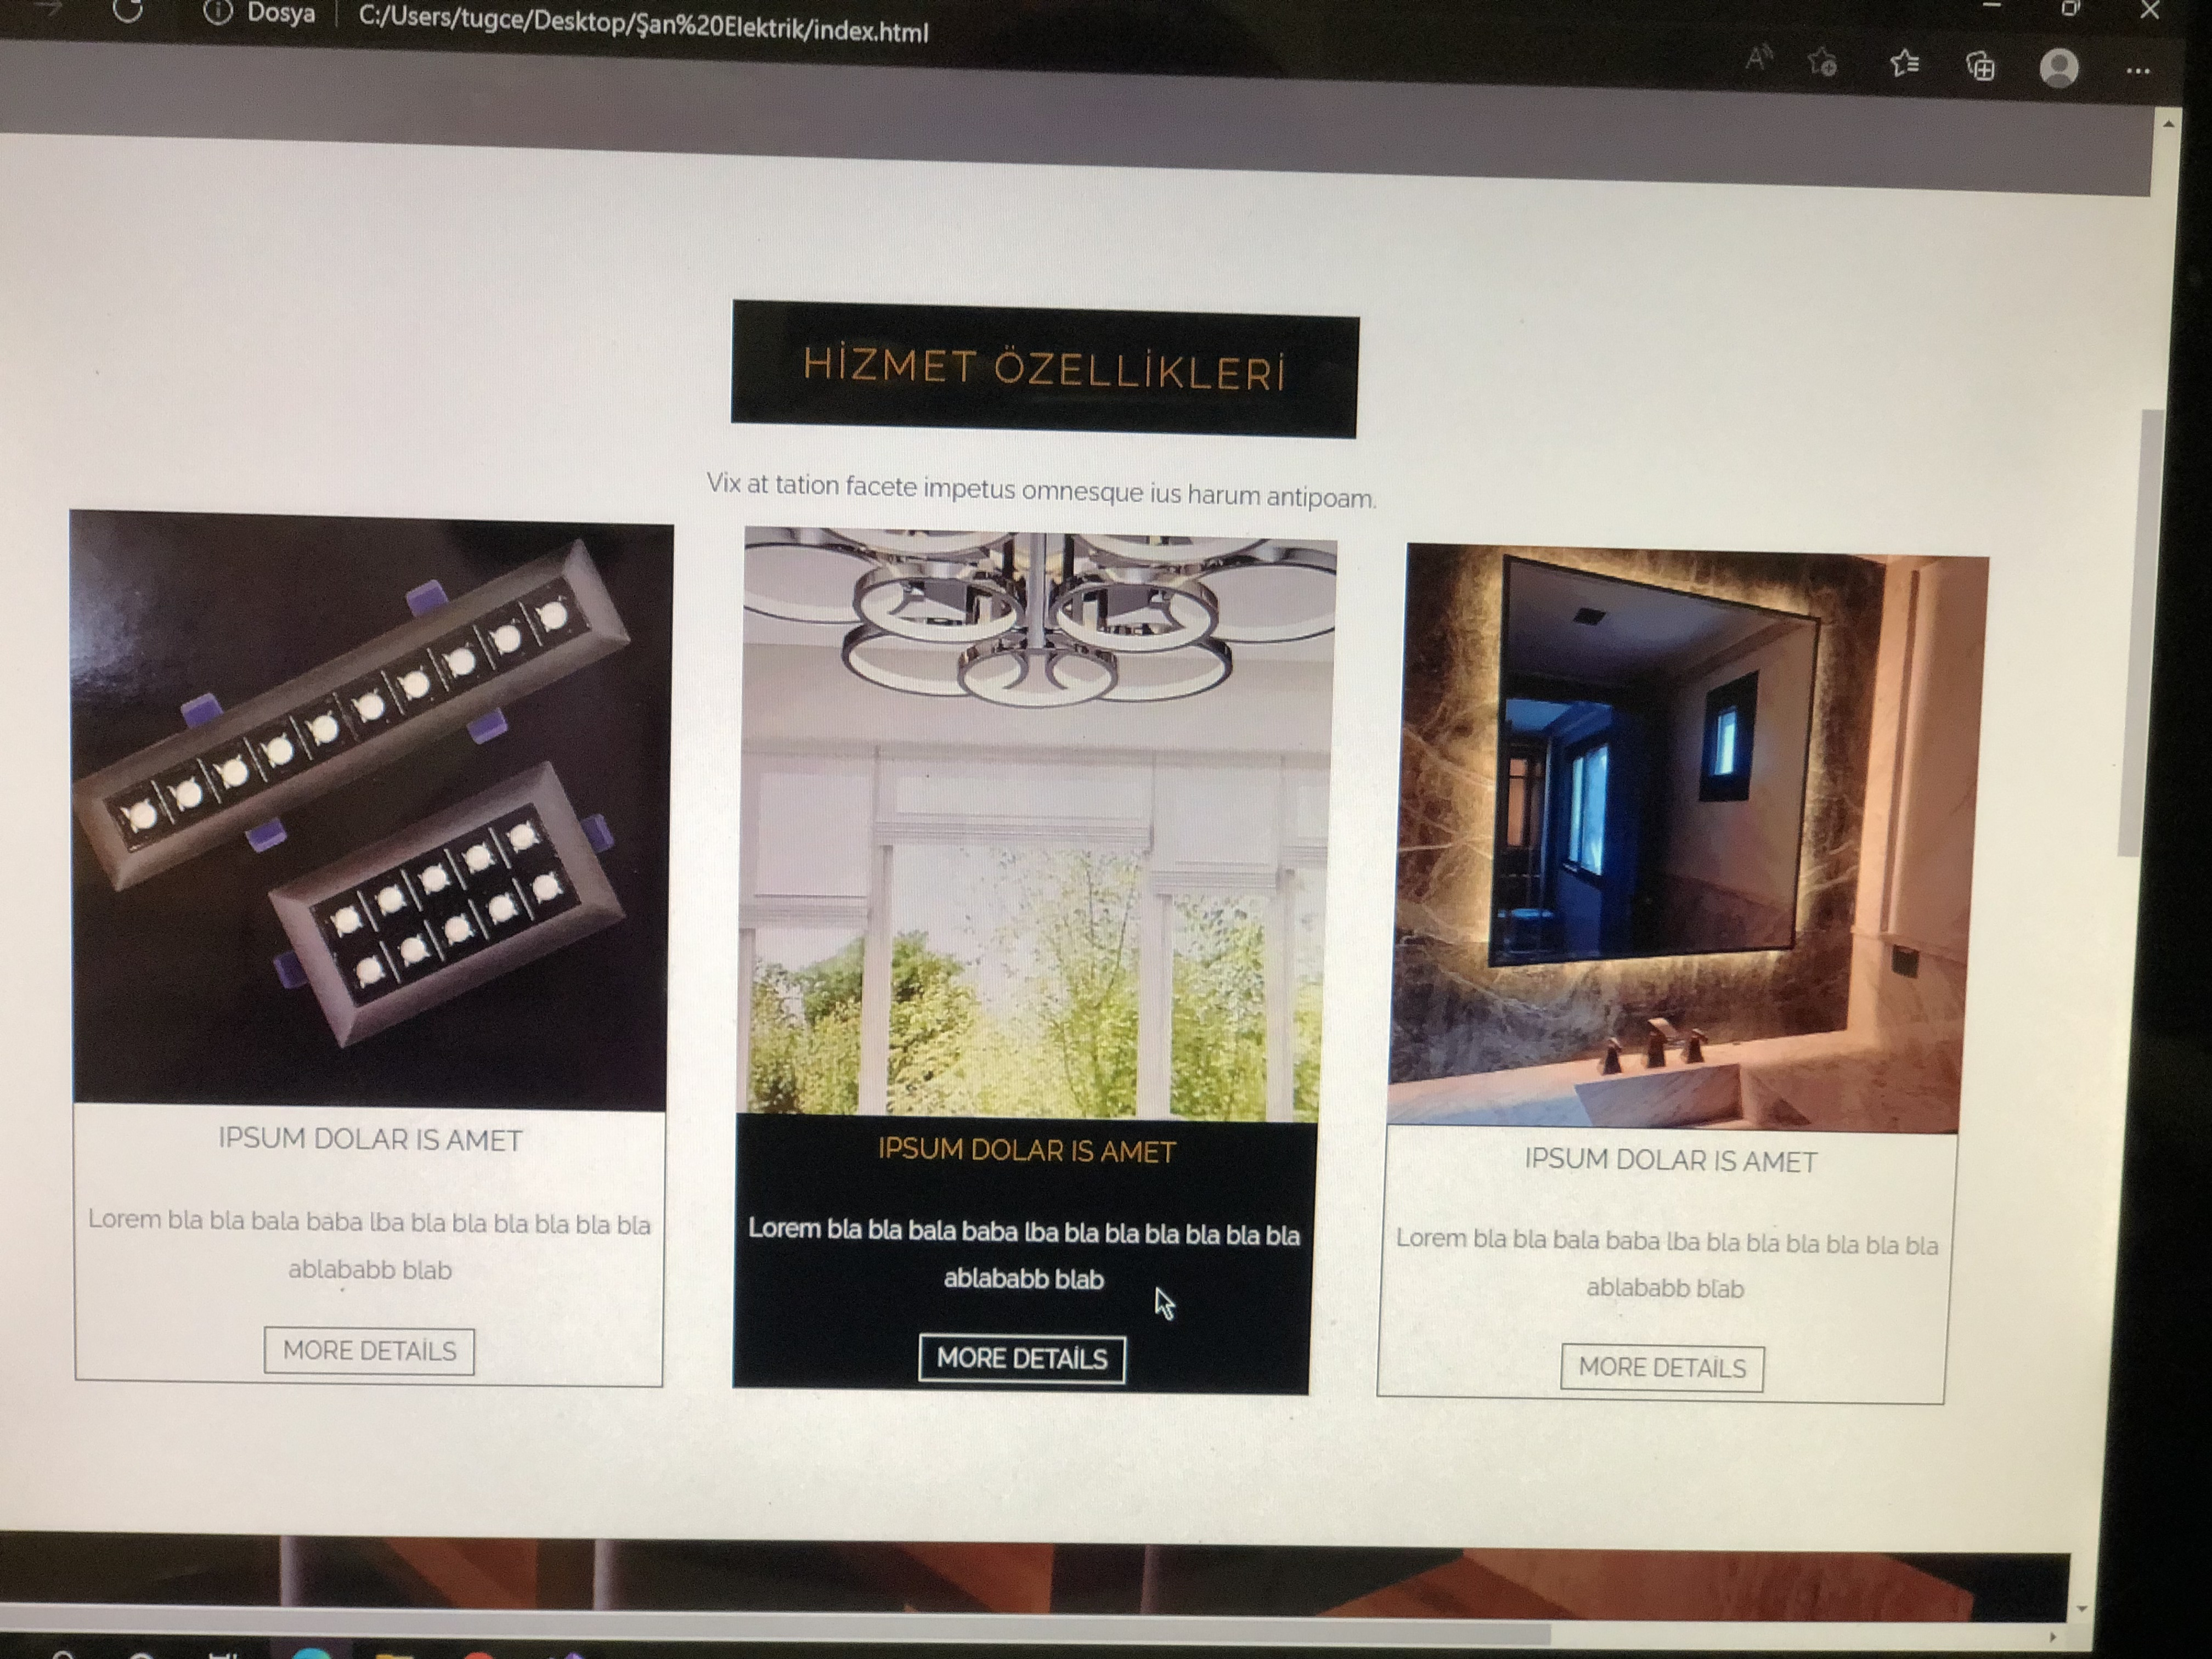 Dosya
C:/Users/tugce/Desktop/Şan%20Elektrik/index.html
HİZMET ÖZELLİKLERİ
Vix at tation facete impetus omnesque ius harum antipoam.
IPSUM DOLAR IS AMET
Lorem bla bla bala baba lba bla bla bla bla bla bla
ablababb blab
MORE DETAİLS
IPSUM DOLAR IS AMET
Lorem bla bla bala baba lba bla bla bla bla bla bla
ablababb blab
MORE DETAİLS
IPSUM DOLAR IS AMET
Lorem bla bla bala baba lba bla bla bla bla bla bla
ablababb blab
MORE DETAİLS